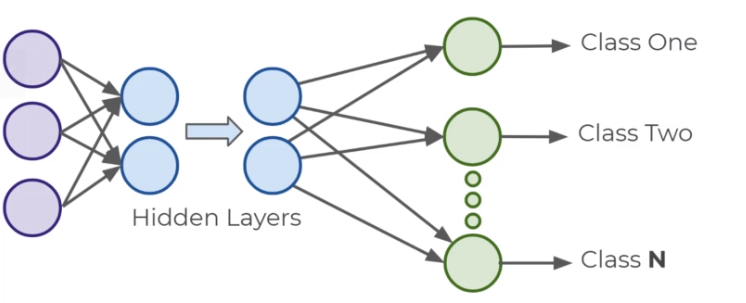 Class One
Class Two
Hidden Layers
Class N